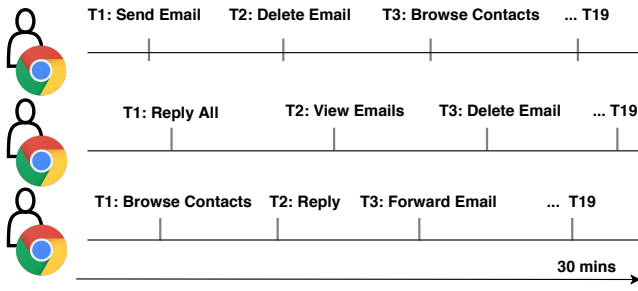 T1: Send Email T2: Delete Email T3: Browse Contacts ... T19
T1: Reply All T2: View Emails T3: Delete Email ... T19
T1: Browse Contacts T2: Reply T3: Forward Email ... T19
30 mins